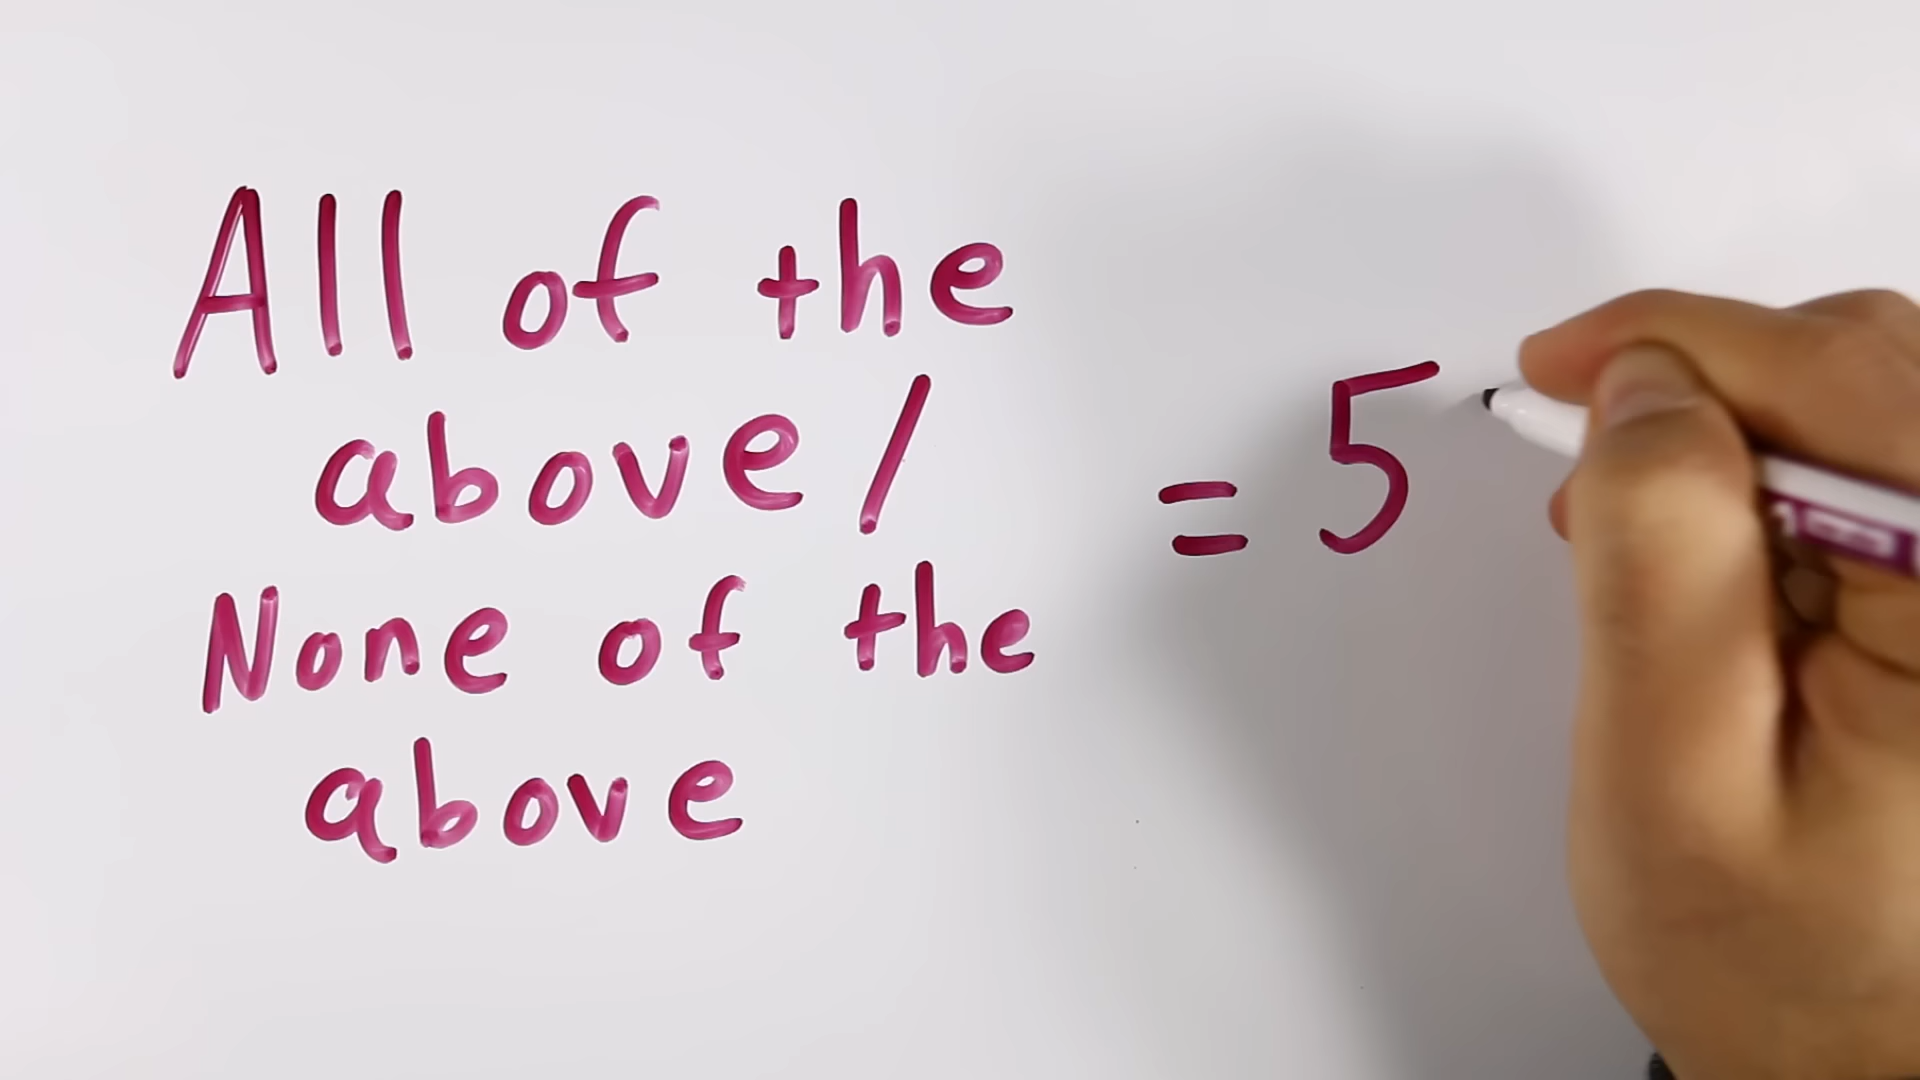 All of the
above /
= 5
None of the
above